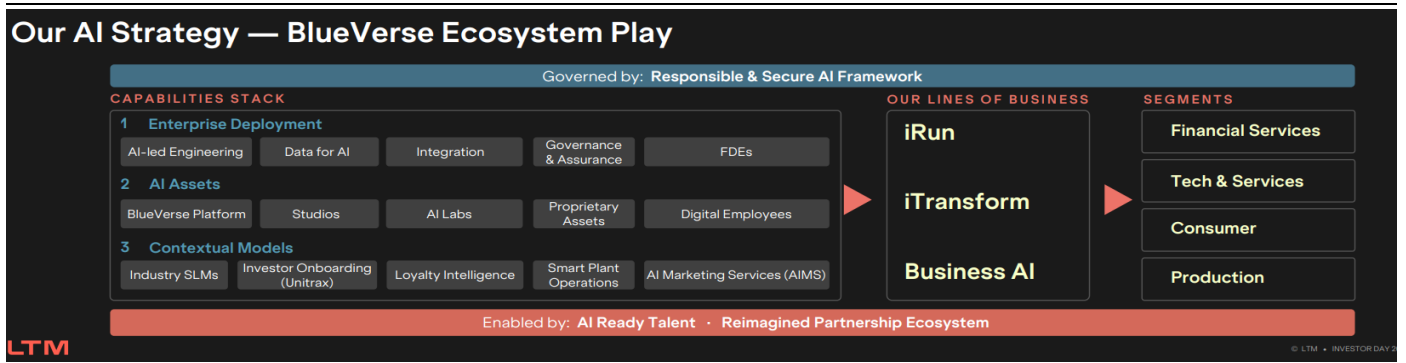 Our AI Strategy — BlueVerse Ecosystem Play
Governed by: Responsible & Secure AI Framework
CAPABILITIES STACK
1 Enterprise Deployment
AI-led Engineering
Data for AI
Integration
Governance
& Assurance
FDEs
2 AI Assets
BlueVerse Platform
Studios
AI Labs
Proprietary
Assets
Digital Employees
3 Contextual Models
Industry SLMs
Investor Onboarding
(Unitrax)
Loyalty Intelligence
Smart Plant
Operations
AI Marketing Services (AIMS)
OUR LINES OF BUSINESS
iRun
iTransform
Business AI
SEGMENTS
Financial Services
Tech & Services
Consumer
Production
Enabled by: AI Ready Talent · Reimagined Partnership Ecosystem
LTM
© LTM • INVESTOR DAY